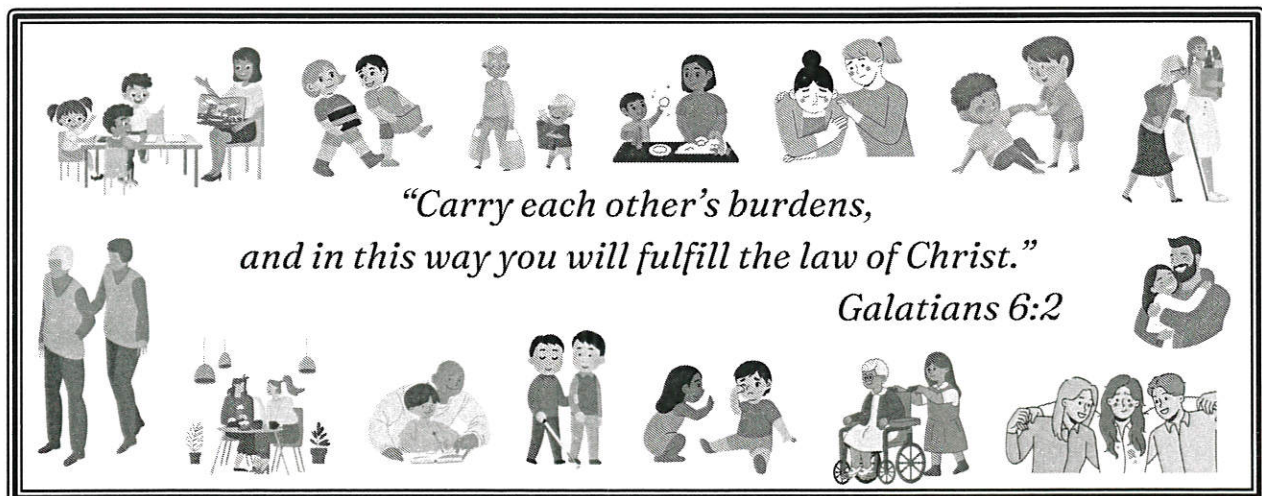 “Carry each other’s burdens,
and in this way you will fulfill the law of Christ.”
Galatians 6:2